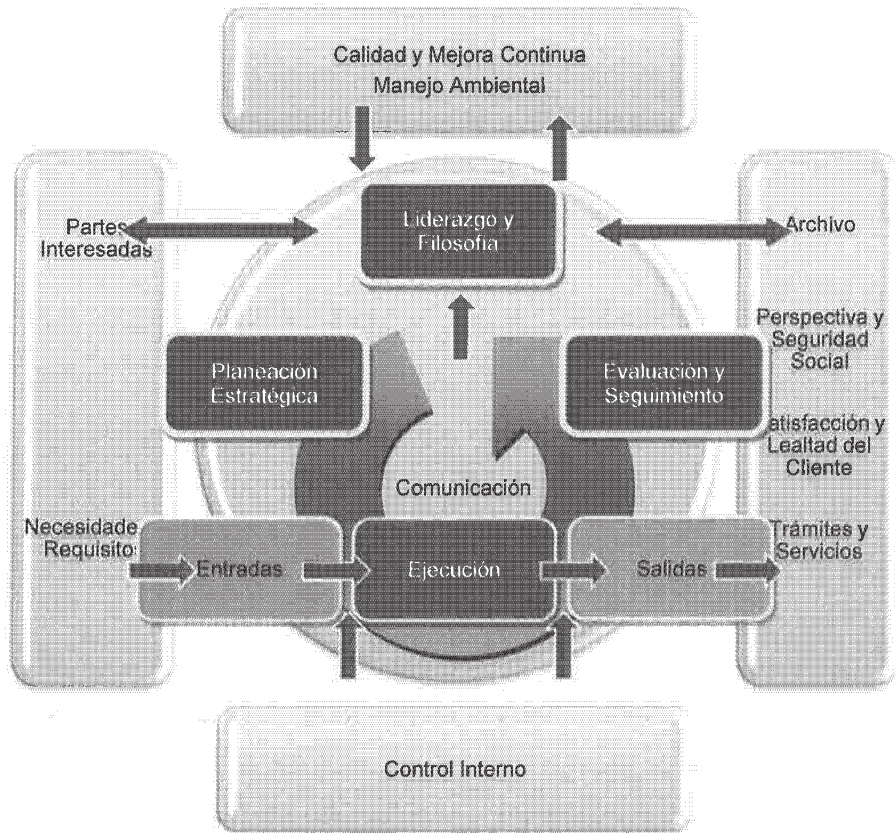 Calidad y Mejora Continua
Manejo Ambiental
Liderazgo y
Filosofía
Partes
Interesadas
Archivo
Perspectiva y
Seguridad
Social
Planeación
Estratégica
Evaluación y
Seguimiento
atisfacción y
Lealtad del
Cliente
Comunicación
Necesidade
Requisito
Entradas
Ejecución
Salidas
Trámites y
Servicios
Control Interno